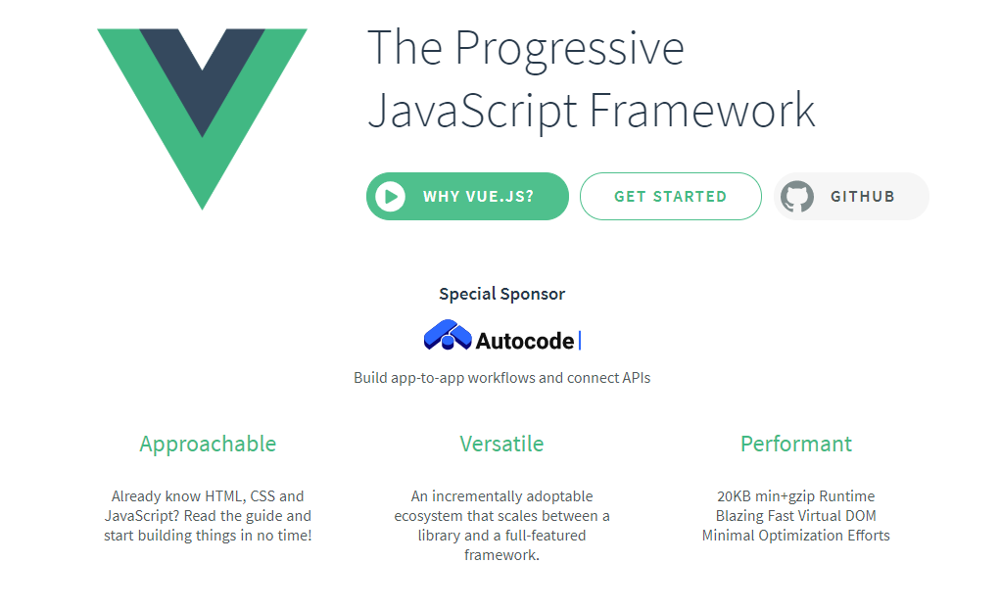 The Progressive
JavaScript Framework
WHY VUE.JS?
GET STARTED
GITHUB
Special Sponsor
Autocode
Build app-to-app workflows and connect APIs
Approachable
Already know HTML, CSS and
JavaScript? Read the guide and
start building things in no time!
Versatile
An incrementally adoptable
ecosystem that scales between a
library and a full-featured
framework.
Performant
20KB min+gzip Runtime
Blazing Fast Virtual DOM
Minimal Optimization Efforts